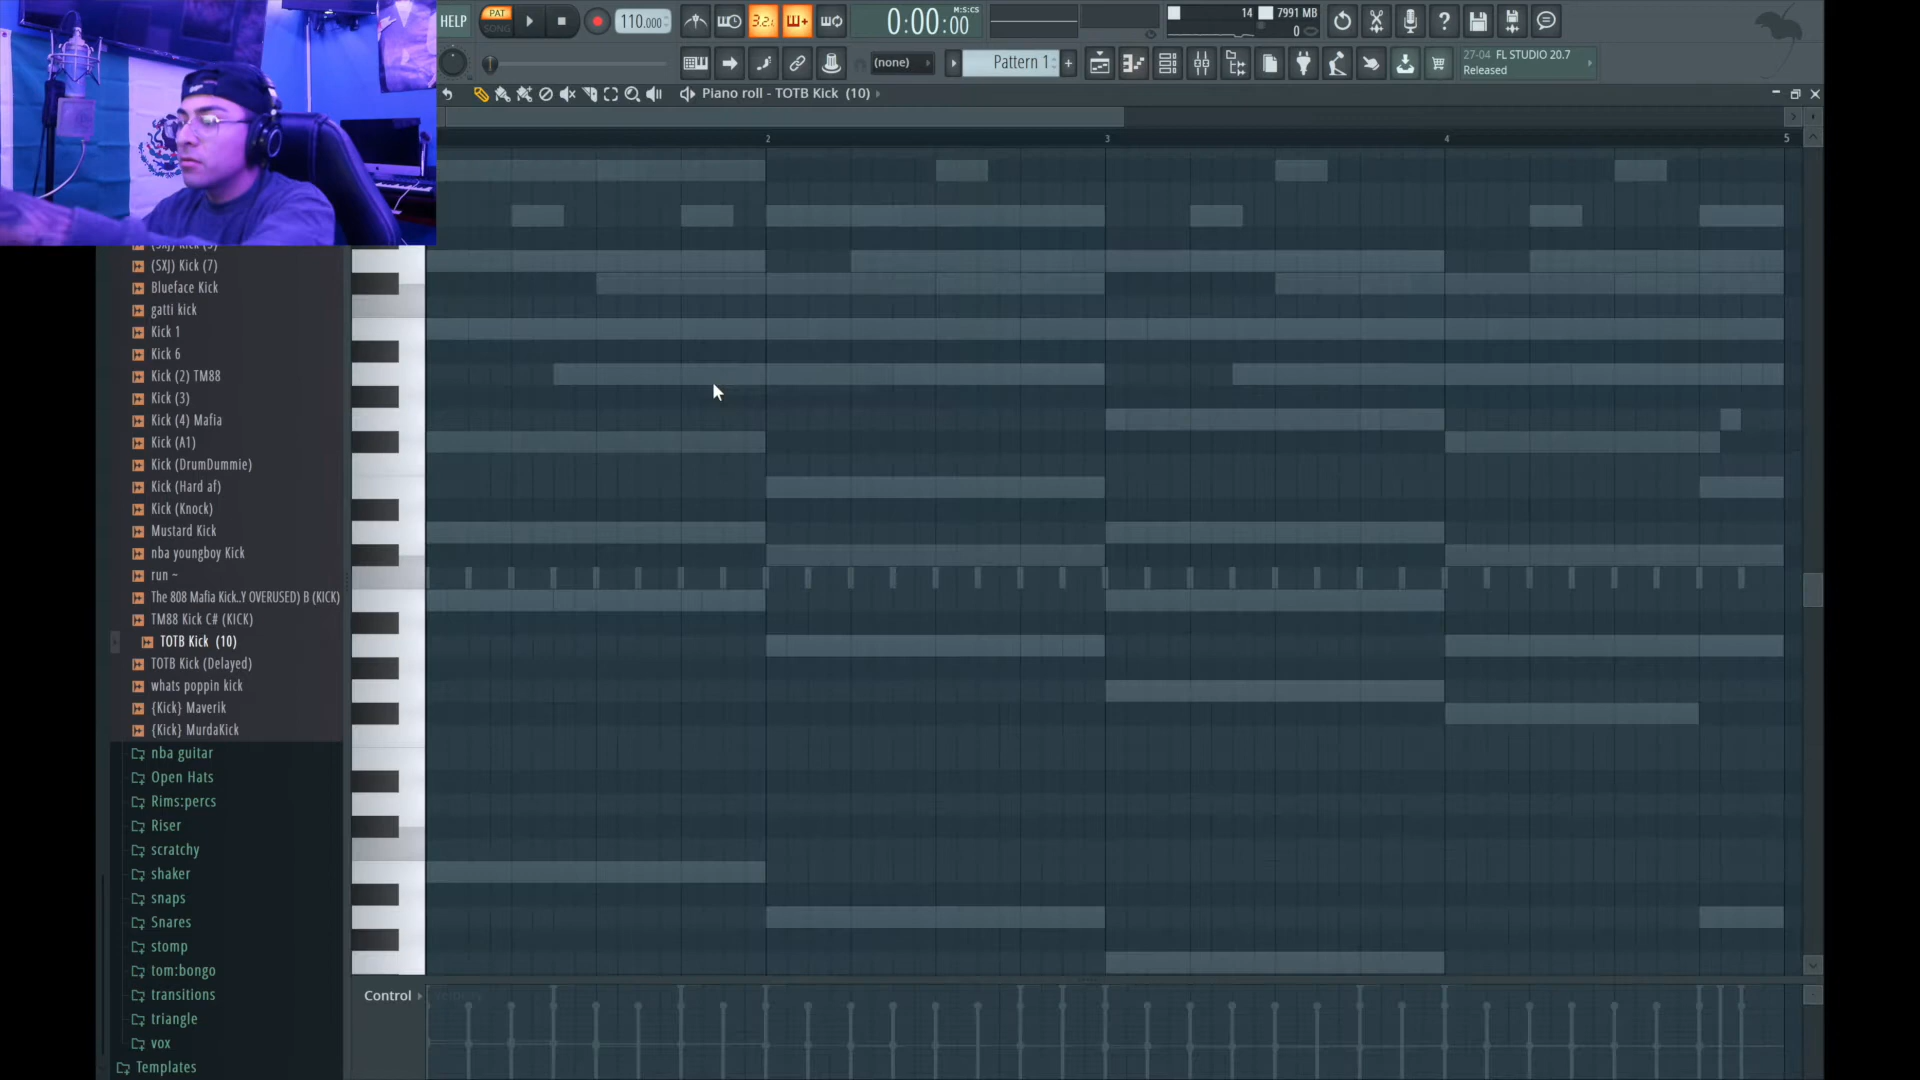 HELP
PAT
SONG
110.000
3.2.
0:00:00
M:S:CS
14
7991 MB
0
(none)
Pattern 1
+
27-04 FL STUDIO 20.7
Released
Piano roll - TOTB Kick (10)
2
3
4
5
(SXJ) Kick (7)
Blueface Kick
gatti kick
Kick 1
Kick 6
Kick (2) TM88
Kick (3)
Kick (4) Mafia
Kick (A1)
Kick (DrumDummie)
Kick (Hard af)
Kick (Knock)
Mustard Kick
nba youngboy Kick
run ~
The 808 Mafia Kick..Y OVERUSED) B (KICK)
TM88 Kick C# (KICK)
TOTB Kick (10)
TOTB Kick (Delayed)
whats poppin kick
{Kick} Maverik
{Kick} MurdaKick
nba guitar
Open Hats
Rims:percs
Riser
scratchy
shaker
snaps
Snares
stomp
tom:bongo
transitions
triangle
vox
Templates
Control
Velocity